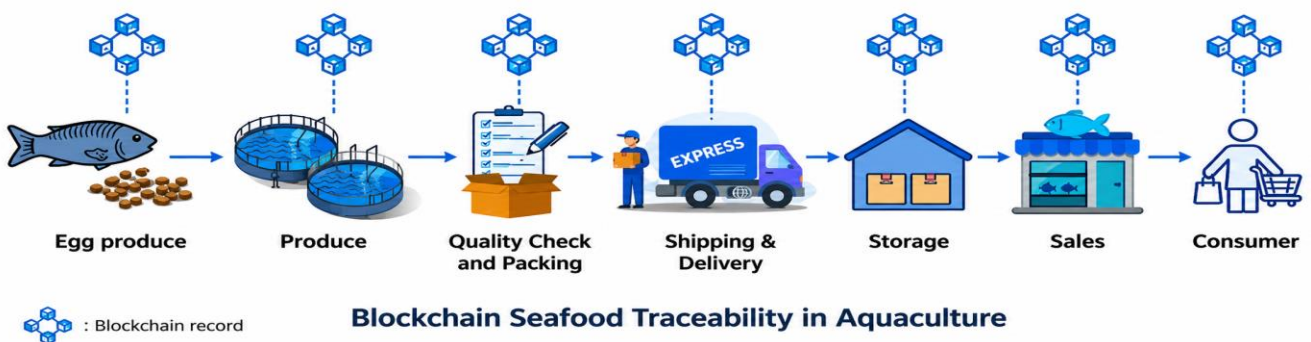 EXPRESS
Egg produce
Produce
Quality Check
and Packing
Shipping &
Delivery
Storage
Sales
Consumer
: Blockchain record
Blockchain Seafood Traceability in Aquaculture